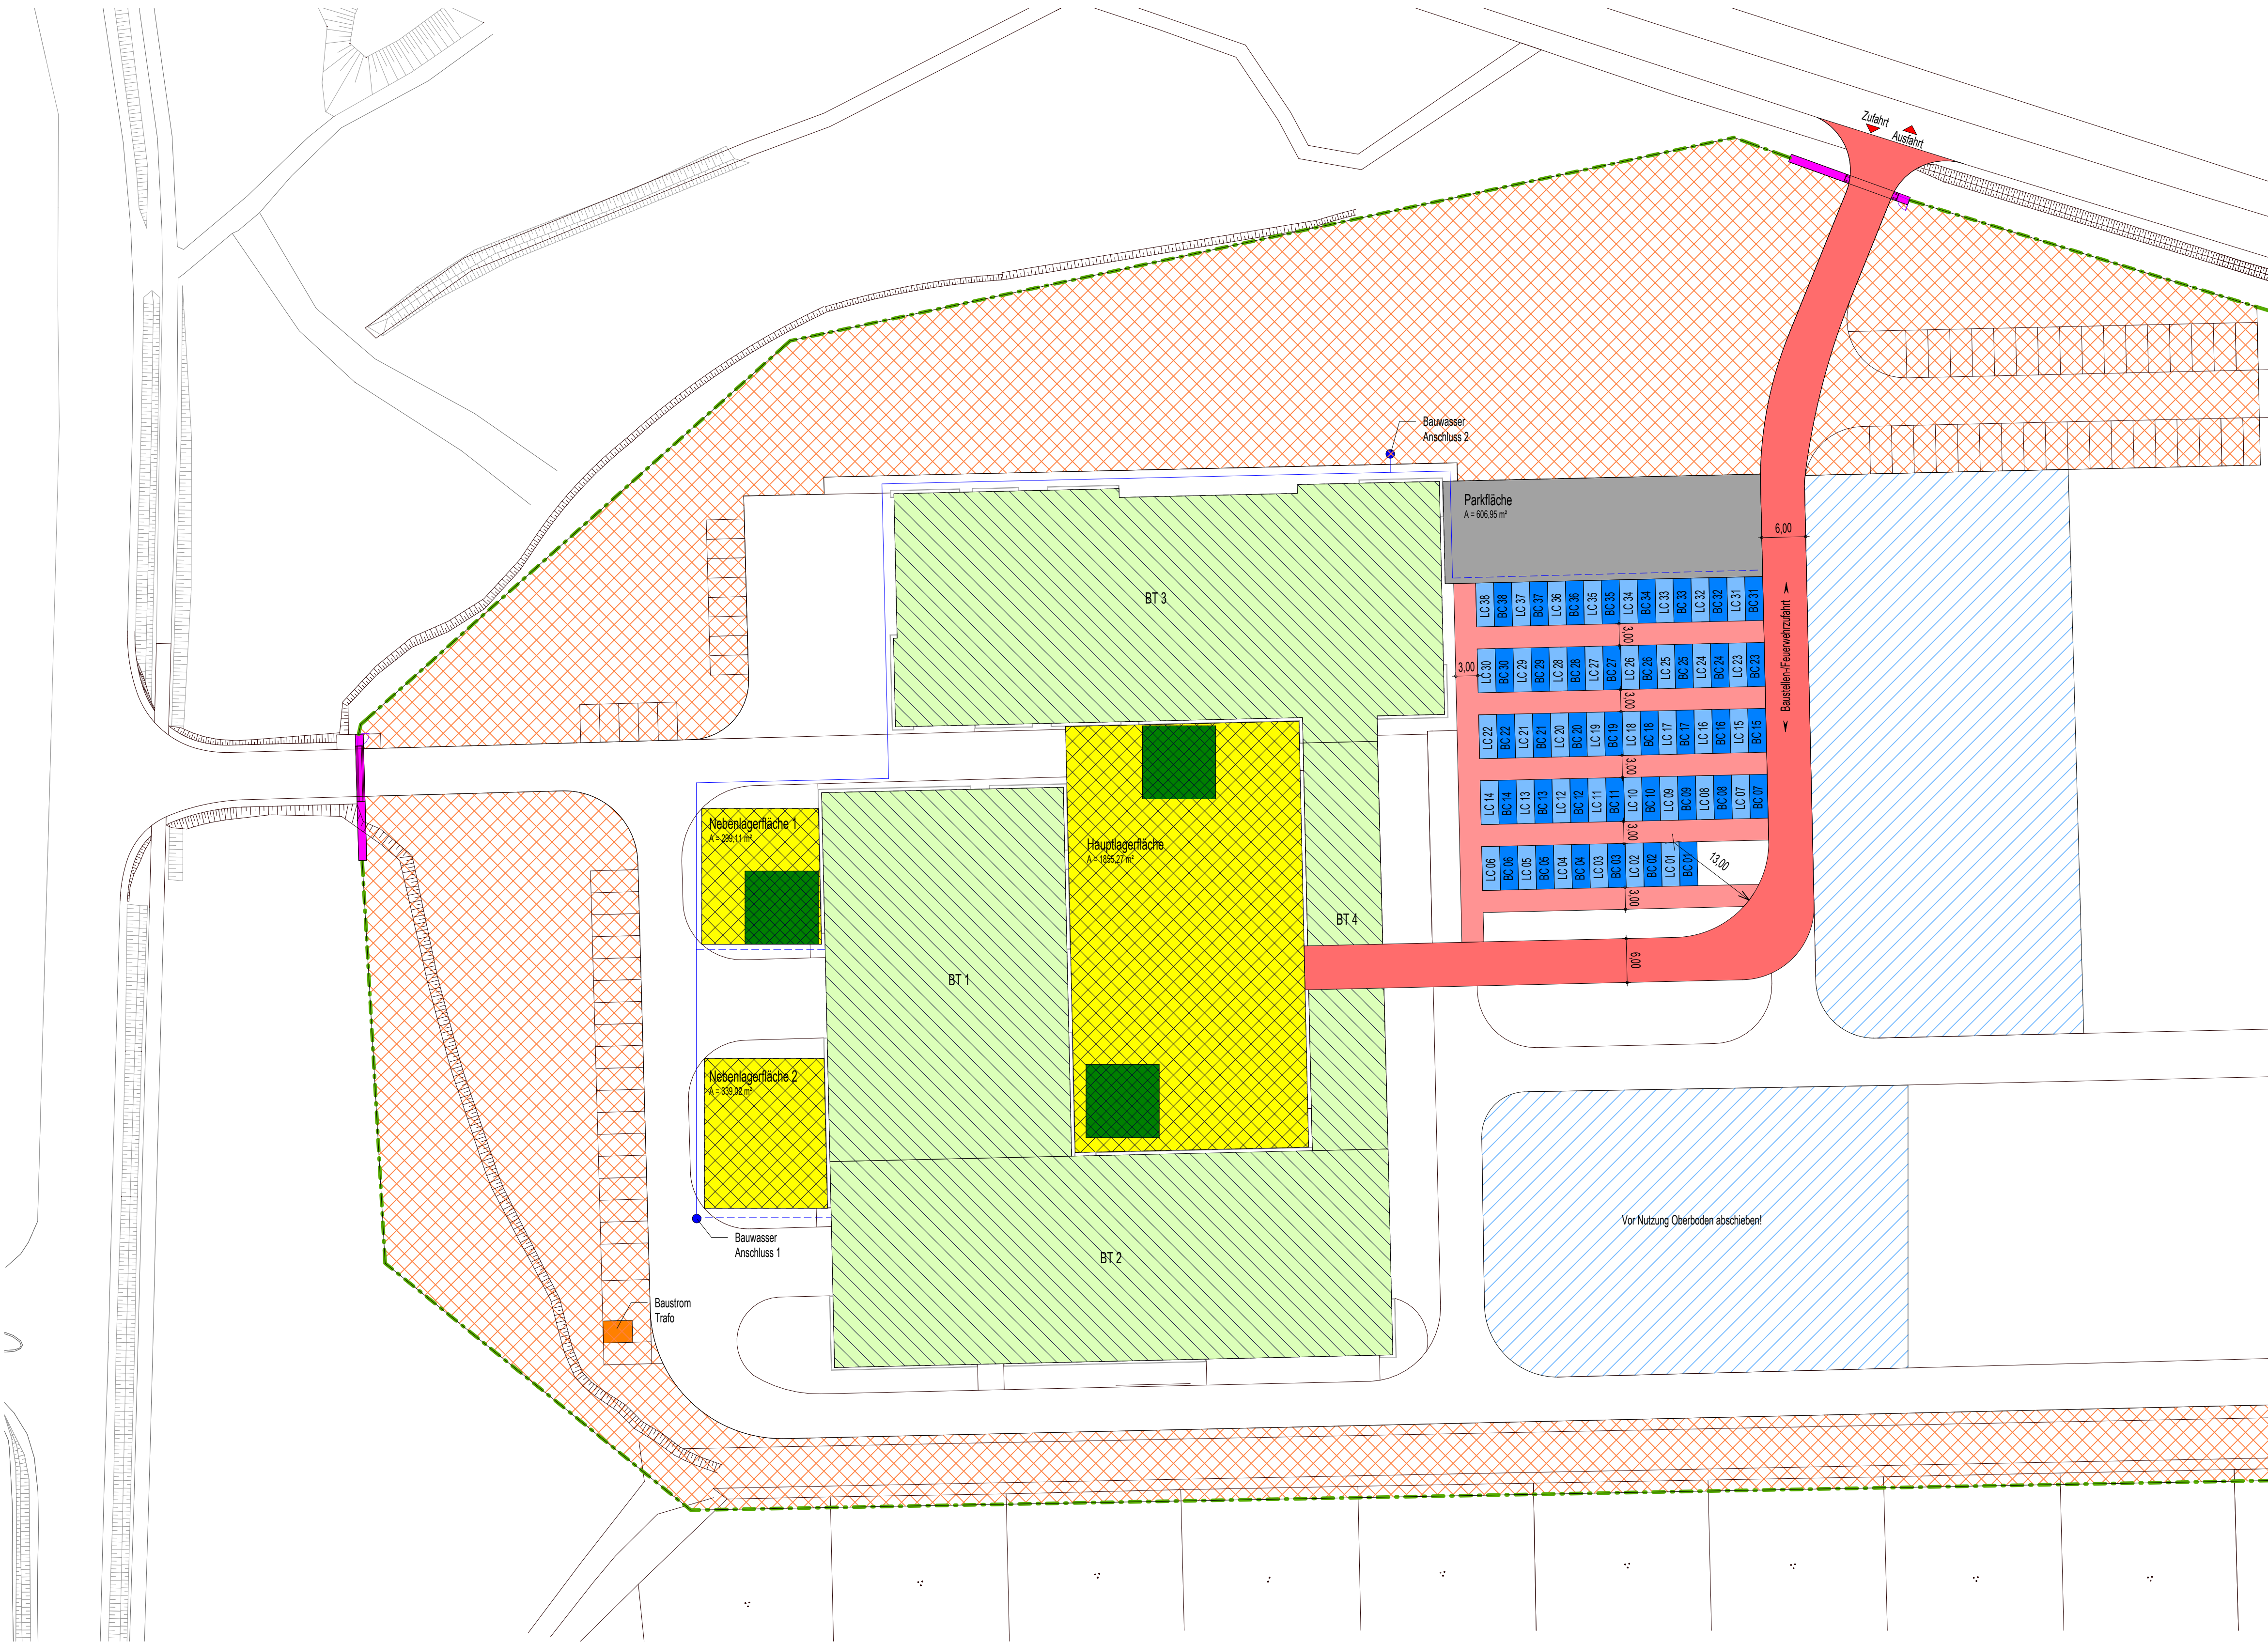 Zufahrt
Ausfahrt
Bauwasser
Anschluss 2
Parkfläche
A = 606,95 m²
6,00
Baustellen-/Feuerwehrzufahrt
BT 3
LC 38
BC 38
LC 37
BC 37
LC 36
BC 36
LC 35
BC 35
LC 34
BC 34
LC 33
BC 33
LC 32
BC 32
LC 31
BC 31
3,00
3,00
LC 30
BC 30
LC 29
BC 29
LC 28
BC 28
LC 27
BC 27
LC 26
BC 26
LC 25
BC 25
LC 24
BC 24
LC 23
BC 23
3,00
LC 22
BC 22
LC 21
BC 21
LC 20
BC 20
LC 19
BC 19
LC 18
BC 18
LC 17
BC 17
LC 16
BC 16
LC 15
BC 15
3,00
LC 14
BC 14
LC 13
BC 13
LC 12
BC 12
LC 11
BC 11
LC 10
BC 10
LC 09
BC 09
LC 08
BC 08
LC 07
BC 07
3,00
LC 06
BC 06
LC 05
BC 05
LC 04
BC 04
LC 03
BC 03
LC 02
BC 02
LC 01
BC 01
13,00
3,00
6,00
Nebenlagerfläche 1
A = 299,11 m²
Hauptlagerfläche
A = 1855,27 m²
BT 4
BT 1
Nebenlagerfläche 2
A = 339,02 m²
Vor Nutzung Oberboden abschieben!
Bauwasser
Anschluss 1
BT 2
Baustrom
Trafo